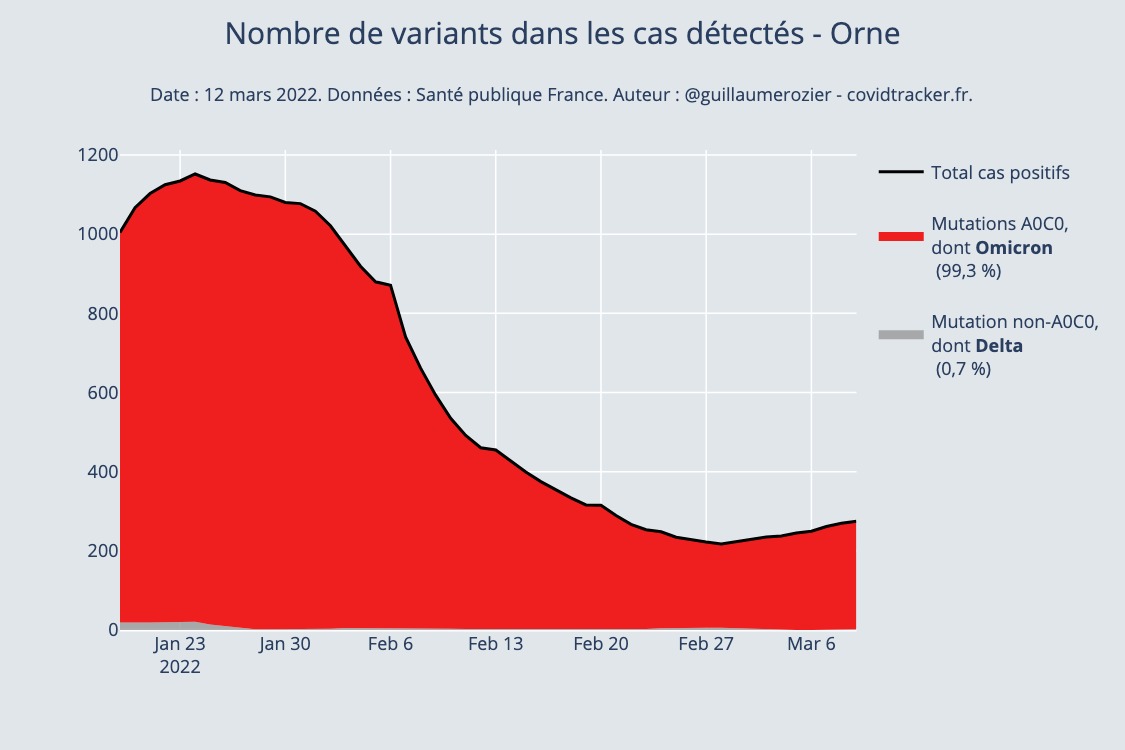 Nombre de variants dans les cas détectés - Orne
Date : 12 mars 2022. Données : Santé publique France. Auteur : @guillaumerozier - covidtracker.fr.
1200
1000
800
600
400
200
0
Jan 23
2022
Jan 30
Feb 6
Feb 13
Feb 20
Feb 27
Mar 6
Total cas positifs
Mutations A0C0,
dont Omicron
(99,3 %)
Mutation non-A0C0,
dont Delta
(0,7 %)